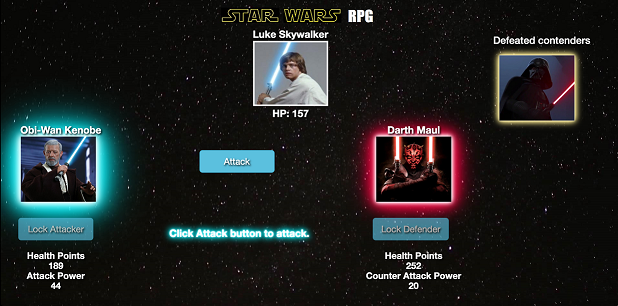 STAR WARS RPG
Luke Skywalker
Defeated contenders
HP: 157
Obi-Wan Kenobe
Darth Maul
Attack
Lock Attacker
Lock Defender
Click Attack button to attack.
Health Points
189
Attack Power
44
Health Points
252
Counter Attack Power
20